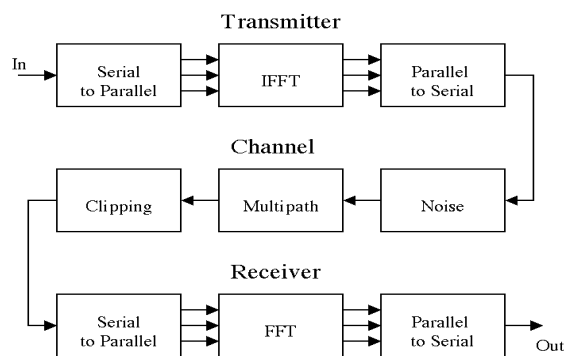 Transmitter
In
Serial
to Parallel
IFFT
Parallel
to Serial
Channel
Clipping
Multipath
Noise
Receiver
Serial
to Parallel
FFT
Parallel
to Serial
Out